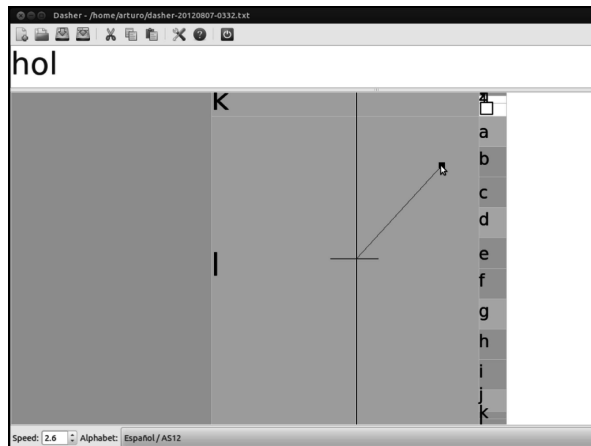 Dasher - /home/arturo/dasher-20120807-0332.txt
hol
K
l
a
b
c
d
e
f
g
h
i
j
k
Speed: 2.6 Alphabet: Español / AS12